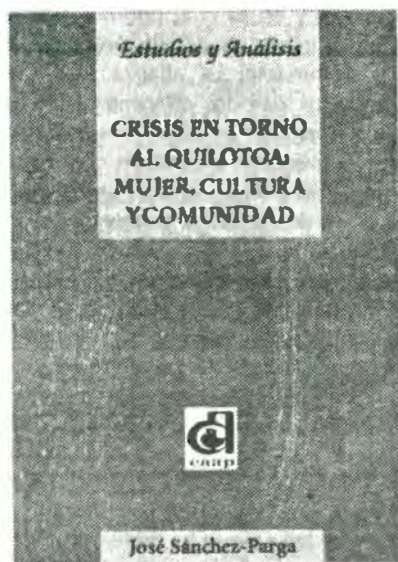 Estudios y Análisis
CRISIS EN TORNO
AL QUILOTOA:
MUJER, CULTURA
Y COMUNIDAD
caap
José Sánchez-Parga